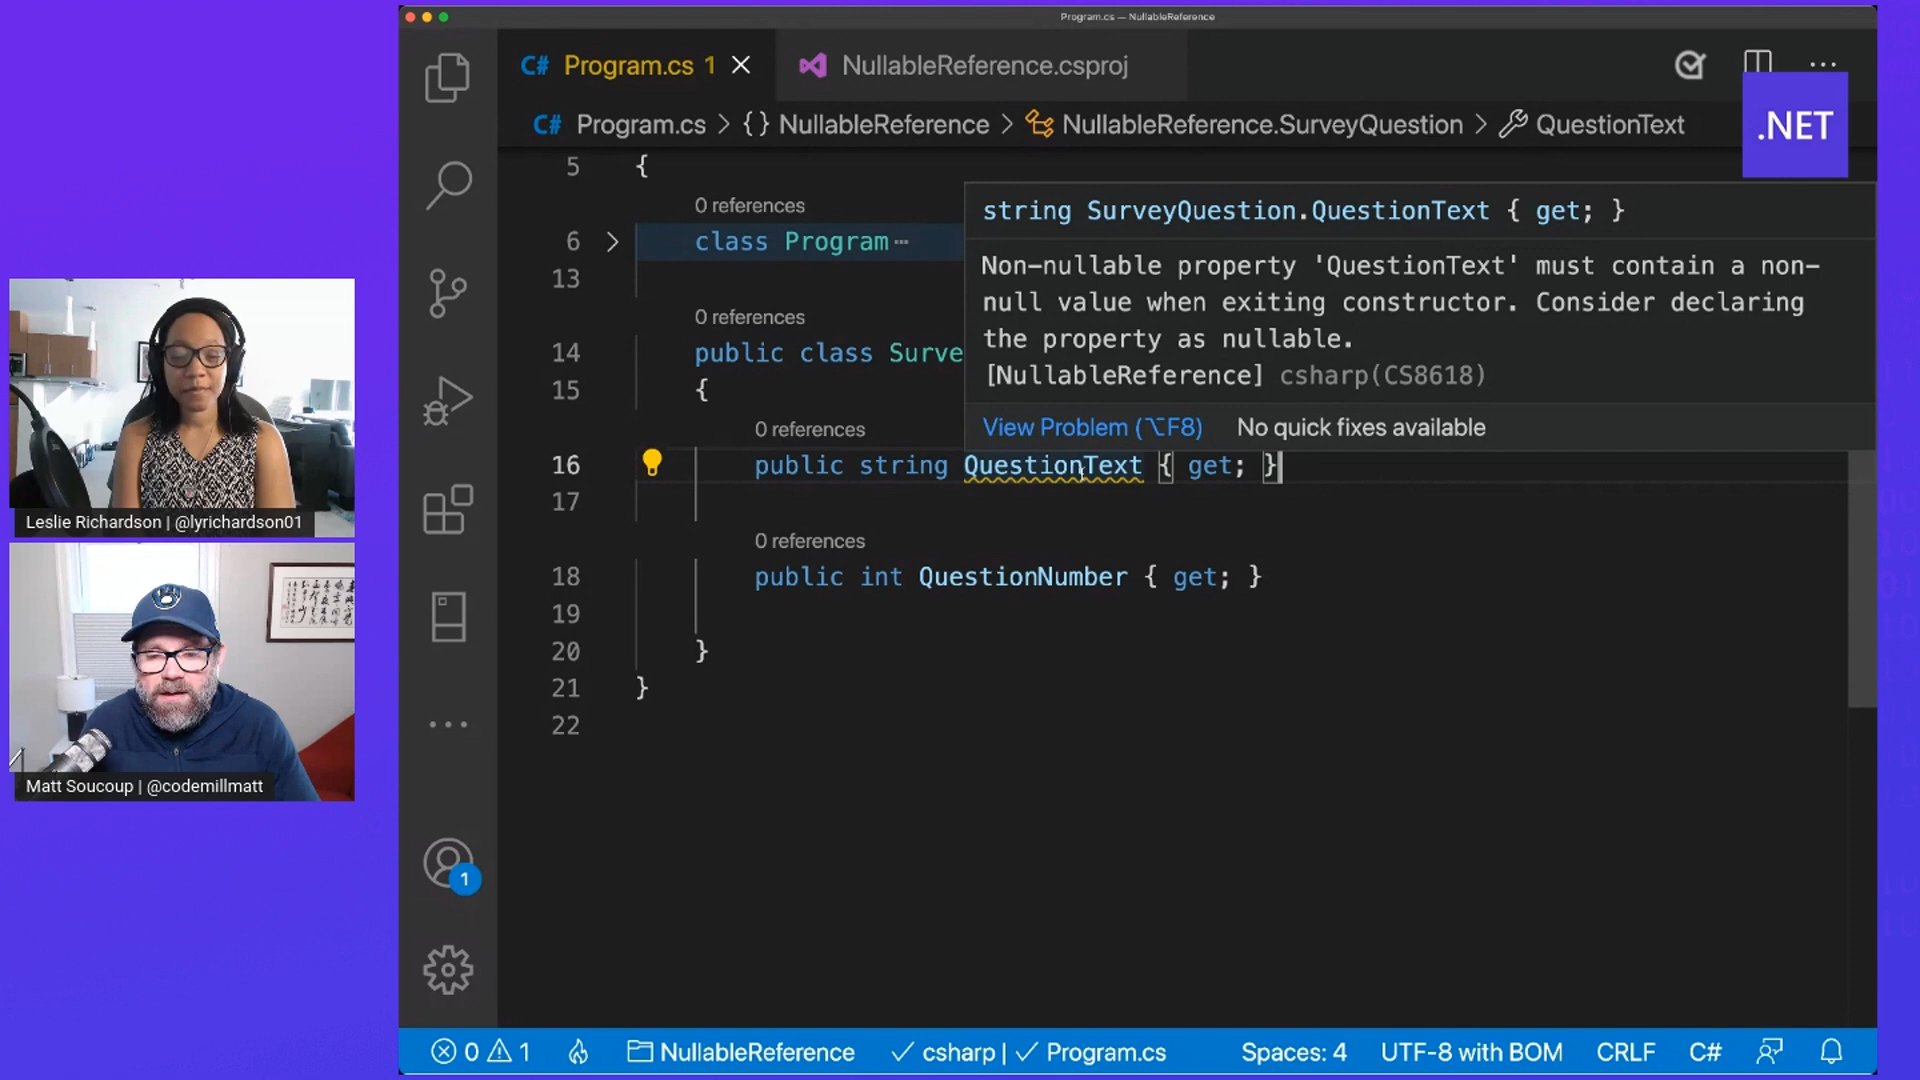 Program.cs — NullableReference
C# Program.cs 1
NullableReference.csproj
.NET
C# Program.cs > {} NullableReference > NullableReference.SurveyQuestion > QuestionText
5 {
0 references
6 > class Program…
13
0 references
14 public class Surve
15 {
0 references
16 public string QuestionText { get; }
17
0 references
18 public int QuestionNumber { get; }
19
20 }
21 }
22
string SurveyQuestion.QuestionText { get; }
Non-nullable property 'QuestionText' must contain a non-
null value when exiting constructor. Consider declaring
the property as nullable.
[NullableReference] csharp(CS8618)
View Problem (⌥F8) No quick fixes available
Leslie Richardson | @lyrichardson01
Matt Soucoup | @codemillmatt
1
0 1 NullableReference ✓ csharp | ✓ Program.cs Spaces: 4 UTF-8 with BOM CRLF C#